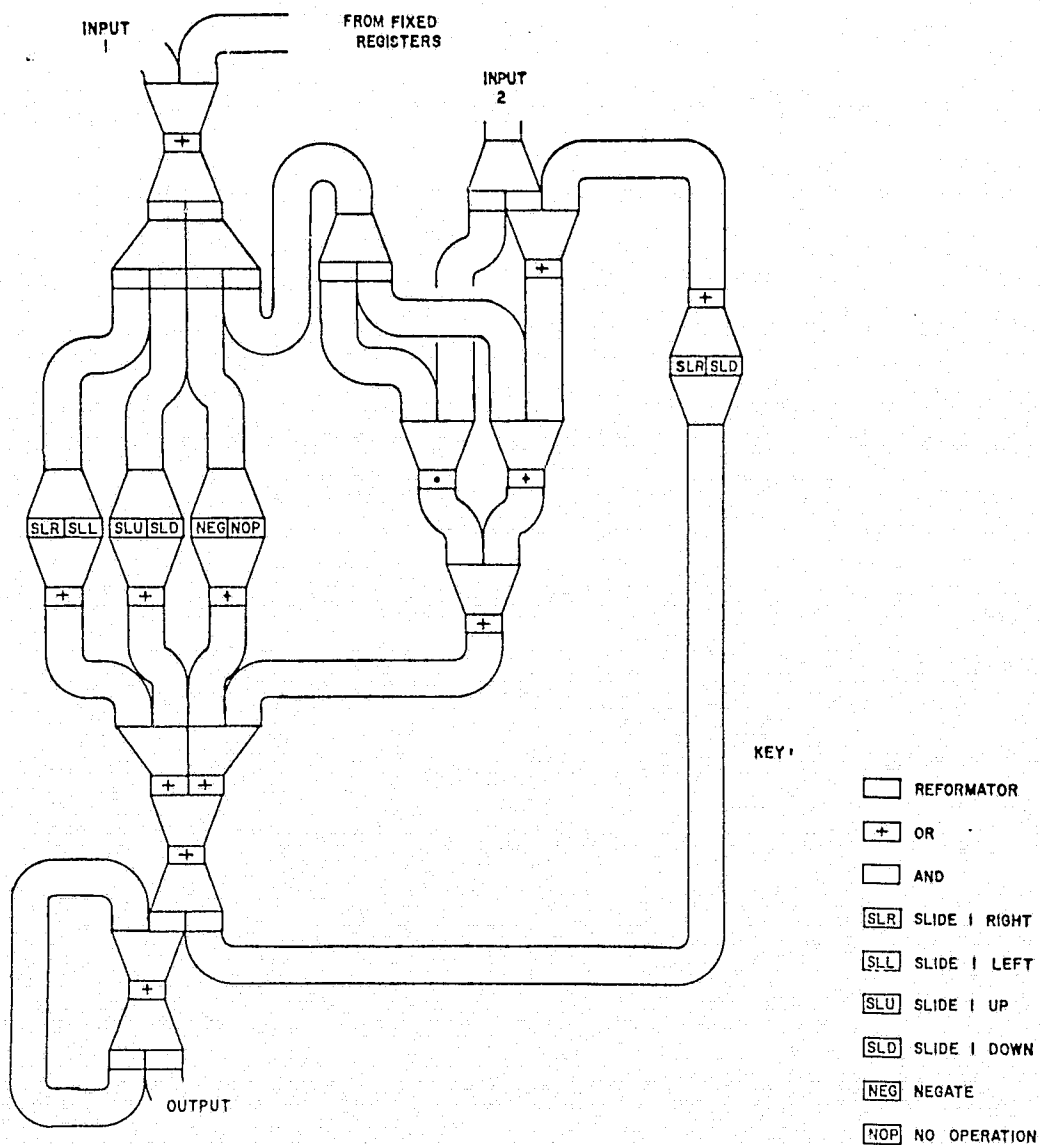 INPUT
1
FROM FIXED
REGISTERS
INPUT
2
+
+
+
SLR SLD
•
+
SLR SLL SLU SLD NEG NOP
+ + +
+
KEY:
+ +
+
+
OUTPUT
REFORMATOR
+ OR
AND
SLR SLIDE 1 RIGHT
SLL SLIDE 1 LEFT
SLU SLIDE 1 UP
SLD SLIDE 1 DOWN
NEG NEGATE
NOP NO OPERATION